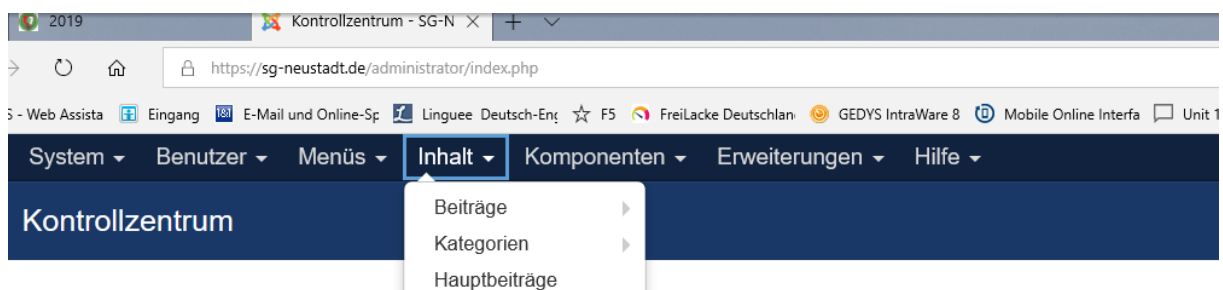 2019 Kontrollzentrum - SG-N
https://sg-neustadt.de/administrator/index.php
S - Web Assista Eingang E-Mail und Online-Sp Linguee Deutsch-Eng F5 FreiLacke Deutschlan GEDYS IntraWare 8 Mobile Online Interfa Unit 1
System Benutzer Menüs Inhalt Komponenten Erweiterungen Hilfe
Kontrollzentrum
Beiträge
Kategorien
Hauptbeiträge